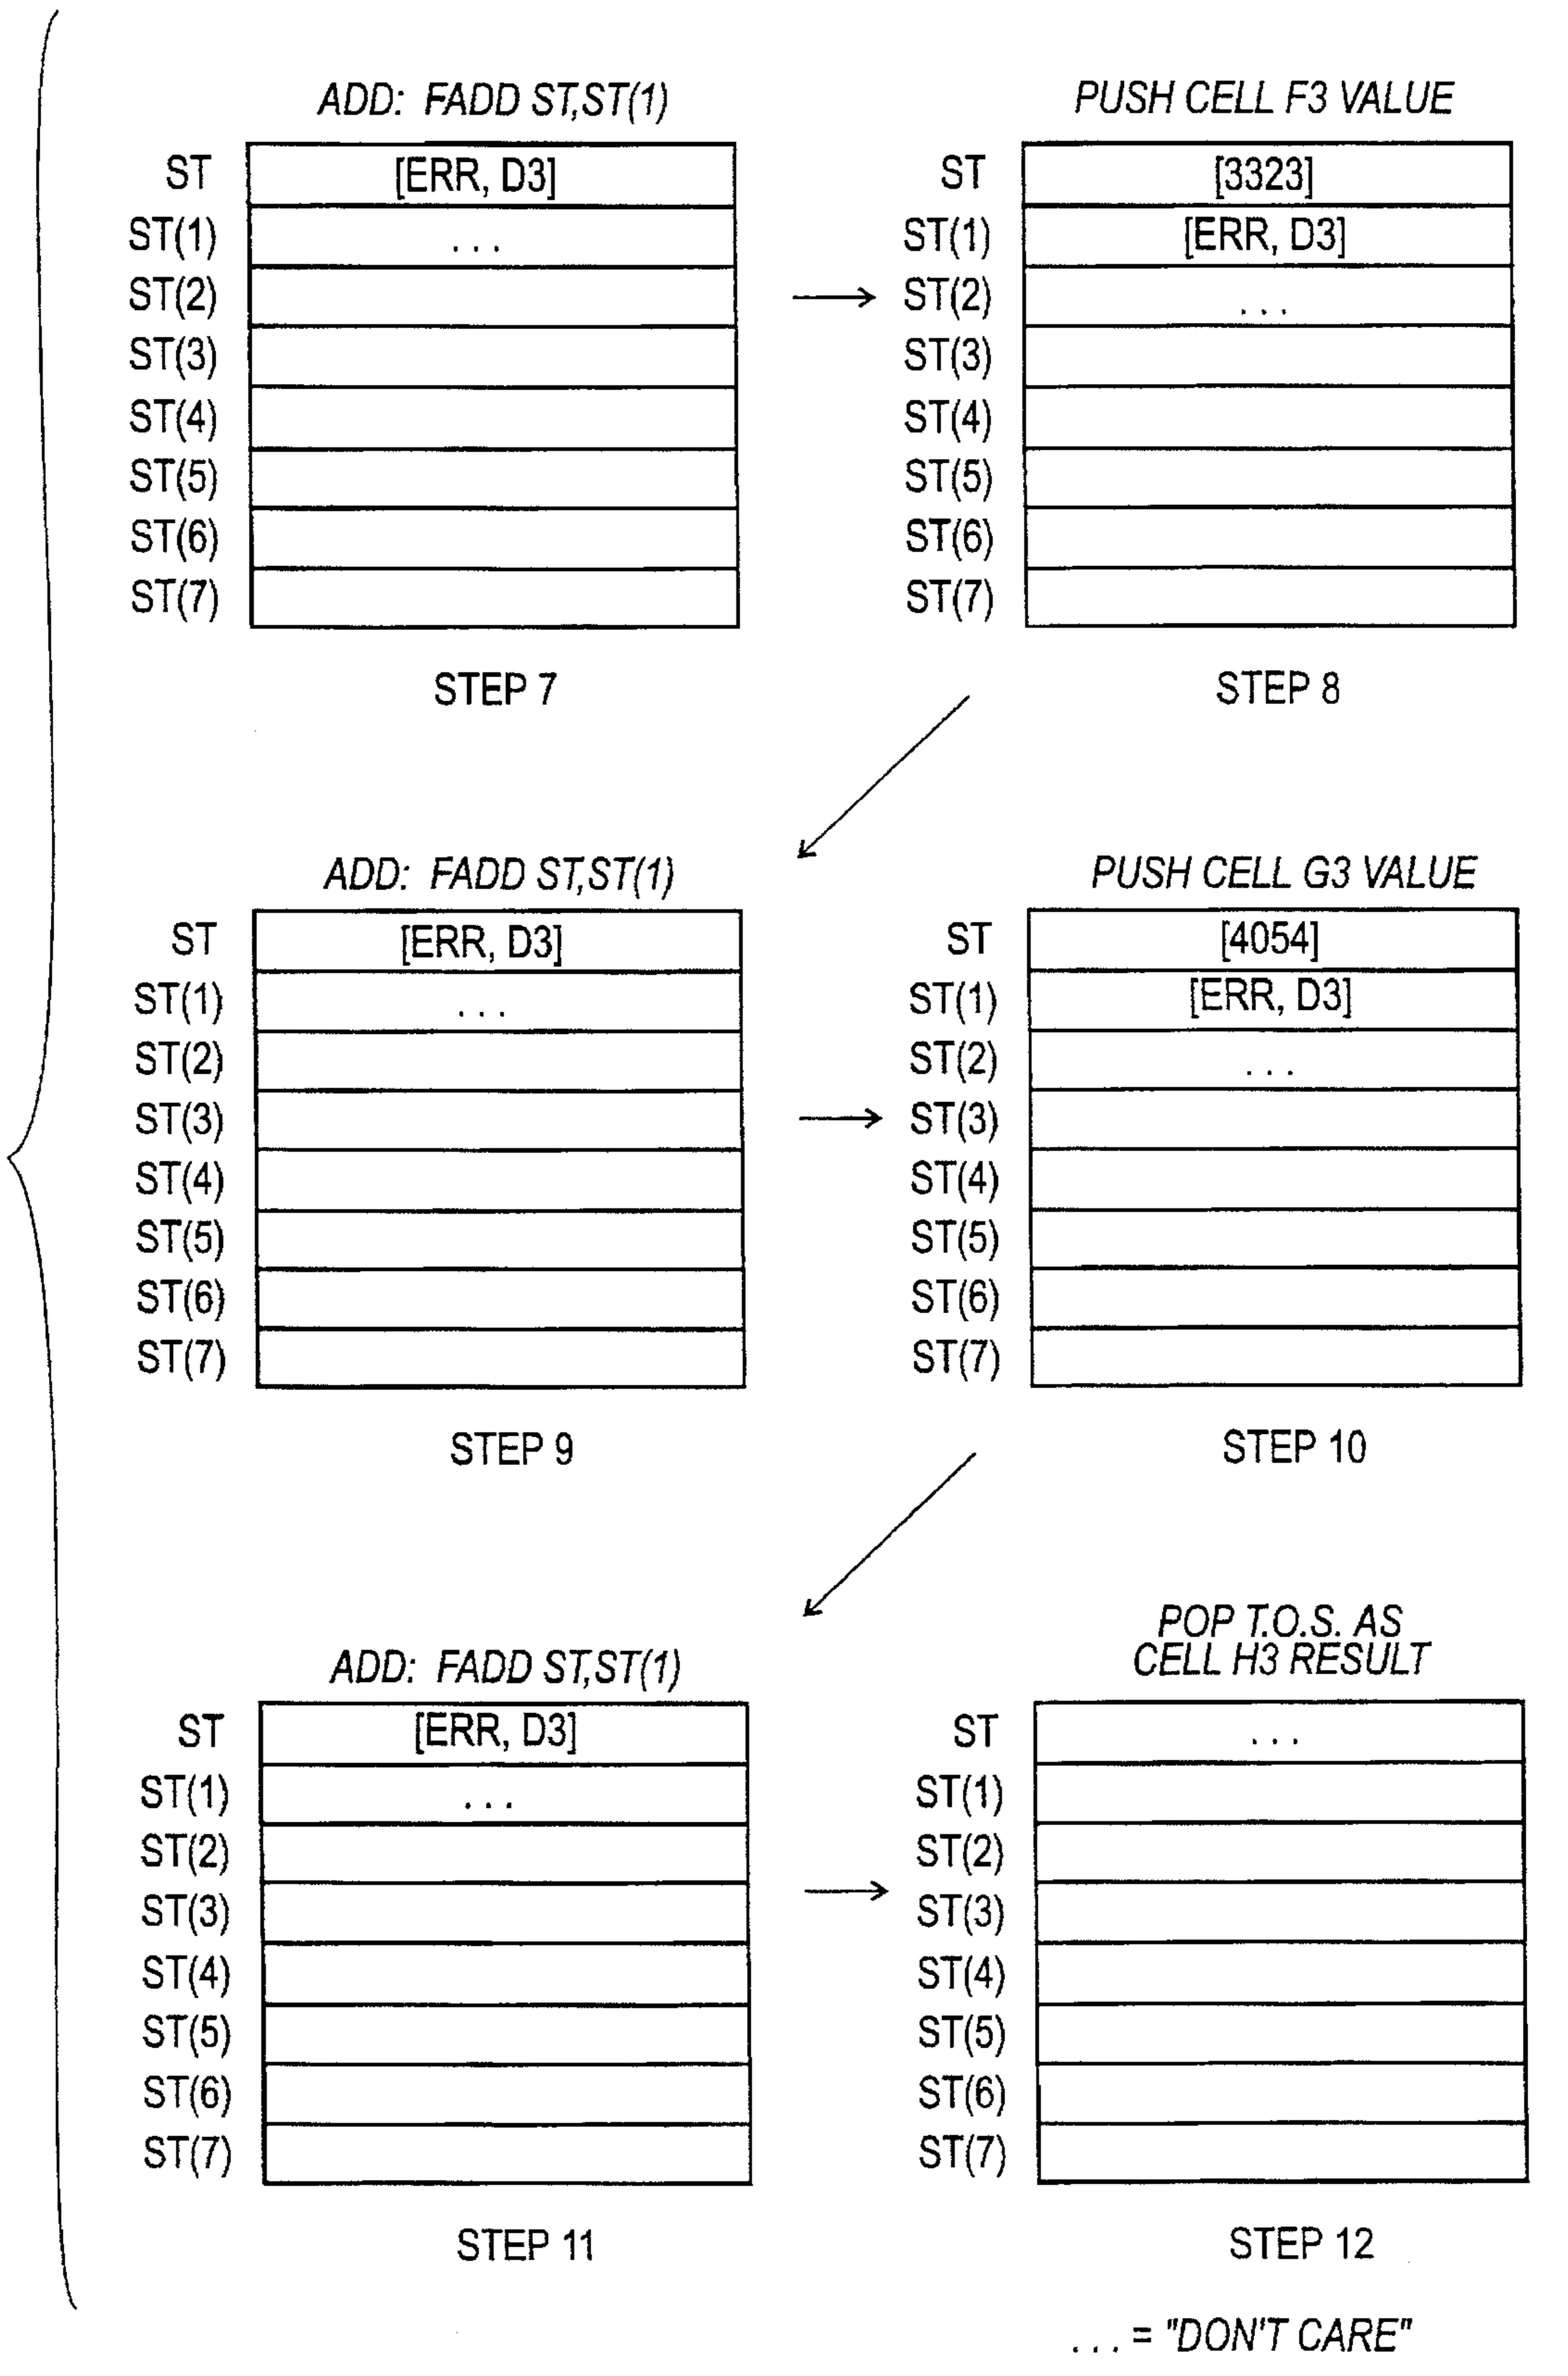 ADD: FADD ST,ST(1)
ST [ERR, D3]
ST(1) ...
ST(2)
ST(3)
ST(4)
ST(5)
ST(6)
ST(7)
STEP 7
PUSH CELL F3 VALUE
ST [3323]
ST(1) [ERR, D3]
ST(2) ...
ST(3)
ST(4)
ST(5)
ST(6)
ST(7)
STEP 8
ADD: FADD ST,ST(1)
ST [ERR, D3]
ST(1) ...
ST(2)
ST(3)
ST(4)
ST(5)
ST(6)
ST(7)
STEP 9
PUSH CELL G3 VALUE
ST [4054]
ST(1) [ERR, D3]
ST(2) ...
ST(3)
ST(4)
ST(5)
ST(6)
ST(7)
STEP 10
ADD: FADD ST,ST(1)
ST [ERR, D3]
ST(1) ...
ST(2)
ST(3)
ST(4)
ST(5)
ST(6)
ST(7)
STEP 11
POP T.O.S. AS
CELL H3 RESULT
ST ...
ST(1)
ST(2)
ST(3)
ST(4)
ST(5)
ST(6)
ST(7)
STEP 12
... = "DON'T CARE"